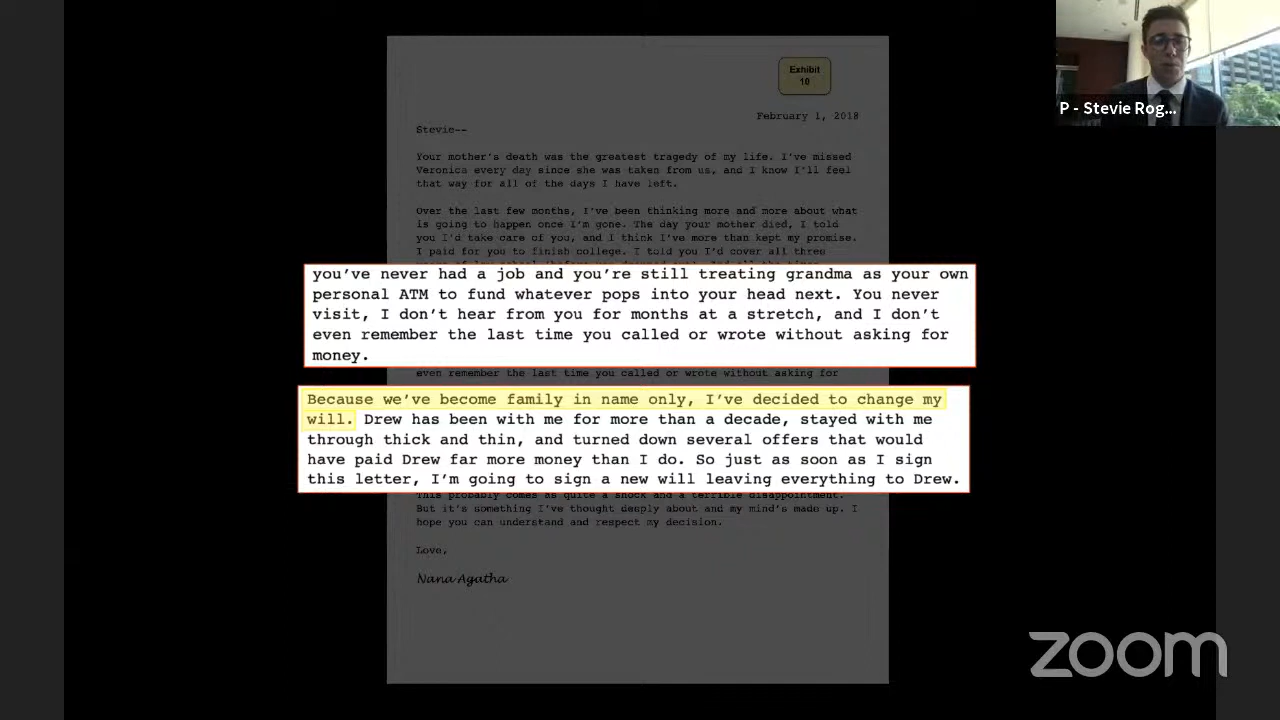 P - Stevie Rog...
Exhibit
10
February 1, 2018
Stevie--
Your mother's death was the greatest tragedy of my life. I've missed
Veronica every day since she was taken from us, and I know I'll feel
that way for all of the days I have left.
Over the last few months, I've been thinking more and more about what
is going to happen once I'm gone. The day your mother died, I told
you I'd take care of you, and I think I've more than kept my promise.
I paid for you to finish college. I told you I'd cover all three
you've never had a job and you're still treating grandma as your own
personal ATM to fund whatever pops into your head next. You never
visit, I don't hear from you for months at a stretch, and I don't
even remember the last time you called or wrote without asking for
money.
even remember the last time you called or wrote without asking for
Because we've become family in name only, I've decided to change my
will. Drew has been with me for more than a decade, stayed with me
through thick and thin, and turned down several offers that would
have paid Drew far more money than I do. So just as soon as I sign
this letter, I'm going to sign a new will leaving everything to Drew.
This probably comes as quite a shock and a terrible disappointment.
But it's something I've thought deeply about and my mind's made up. I
hope you can understand and respect my decision.
Love,
Nana Agatha
zoom